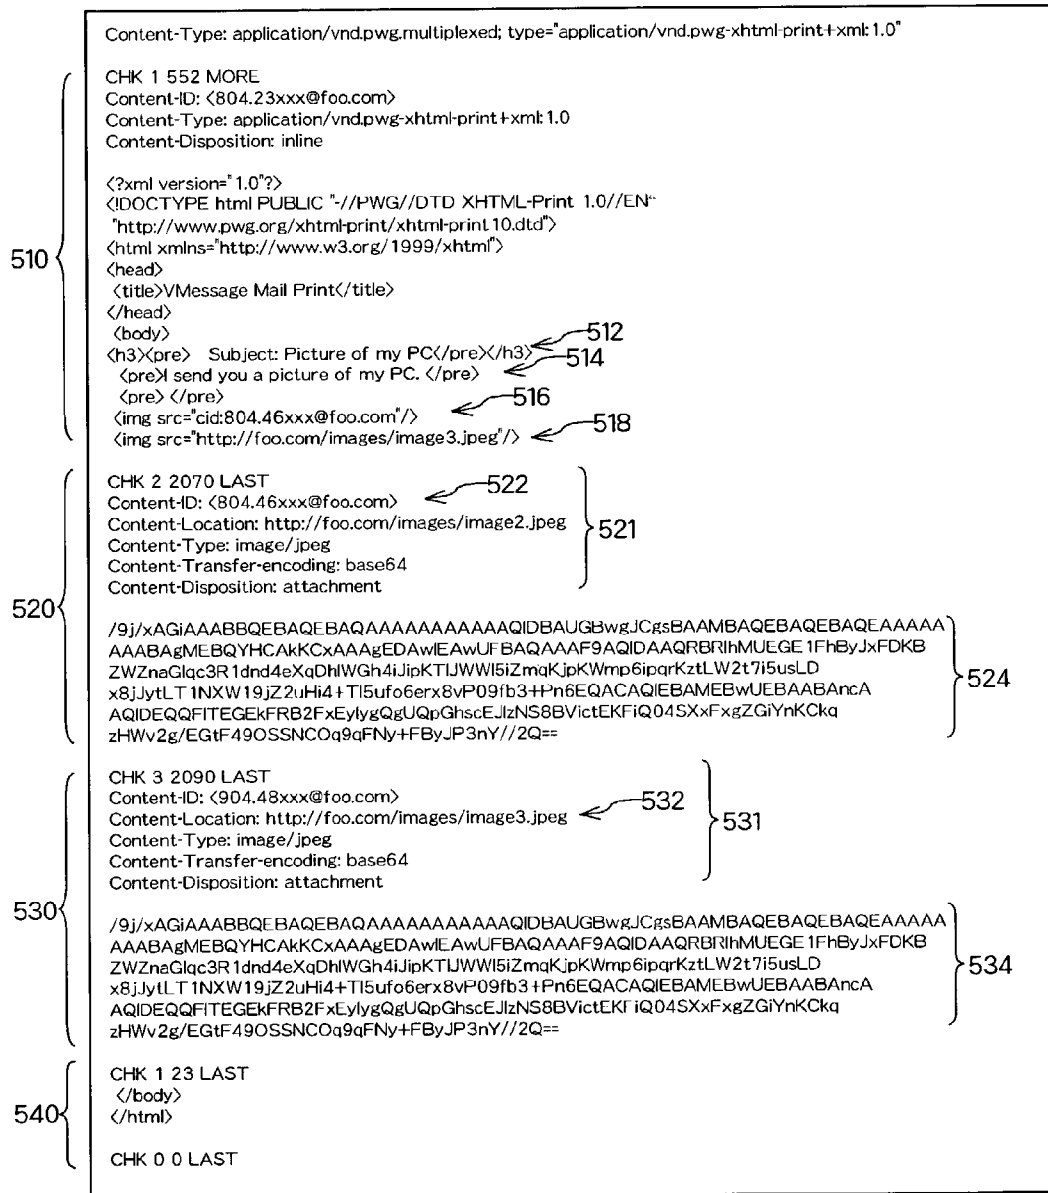 Content-Type: application/vnd.pwg.multiplexed; type="application/vnd.pwg-xhtml-print+xml:1.0"
CHK 1 552 MORE
Content-ID: <804.23xxx@foo.com>
Content-Type: application/vnd.pwg-xhtml-print+xml:1.0
Content-Disposition: inline
<?xml version="1.0"?>
<!DOCTYPE html PUBLIC "-//PWG//DTD XHTML-Print 1.0//EN"
"http://www.pwg.org/xhtml-print/xhtml-print10.dtd">
<html xmlns="http://www.w3.org/1999/xhtml">
510
<head>
<title>VMessage Mail Print</title>
</head>
<body>
512
<h3><pre> Subject: Picture of my PC</pre></h3>
514
<pre>I send you a picture of my PC. </pre>
<pre> </pre>
516
<img src="cid:804.46xxx@foo.com"/>
518
<img src="http://foo.com/images/image3.jpeg"/>
CHK 2 2070 LAST
522
Content-ID: <804.46xxx@foo.com>
Content-Location: http://foo.com/images/image2.jpeg
521
Content-Type: image/jpeg
Content-Transfer-encoding: base64
Content-Disposition: attachment
520
/9j/xAGiAAABBQEBAQEBAQAAAAAAAAAAAQIDBAUGBwgJCgsBAAMBAQEBAQEBAQEAAAAA
AAABAgMEBQYHCAkKCxAAAgEDAwIEAwUFBAQAAAF9AQIDAAQRBRIhMUEGE1FhByJxFDKB
ZWZnaGlqc3R1dnd4eXqDhIWGh4iJipKTlJWWl5iZmqKjpKWmp6ipqrKztLW2t7i5usLD
524
x8jJytLT1NXW19jZ2uHi4+Tl5ufo6erx8vP09fb3+Pn6EQACAQIEBAMEBwUEBAABAncA
AQIDEQQFITEGEkFRB2FxEyIygQgUQpGhscEJIzNS8BVictEKFiQ04SXxFxgZGiYnKCkq
zHWv2g/EGtF49OSSNCOq9qFNy+FByJP3nY//2Q==
CHK 3 2090 LAST
Content-ID: <904.48xxx@foo.com>
532
Content-Location: http://foo.com/images/image3.jpeg
531
Content-Type: image/jpeg
Content-Transfer-encoding: base64
Content-Disposition: attachment
530
/9j/xAGiAAABBQEBAQEBAQAAAAAAAAAAAQIDBAUGBwgJCgsBAAMBAQEBAQEBAQEAAAAA
AAABAgMEBQYHCAkKCxAAAgEDAwIEAwUFBAQAAAF9AQIDAAQRBRIhMUEGE1FhByJxFDKB
ZWZnaGlqc3R1dnd4eXqDhIWGh4iJipKTlJWWl5iZmqKjpKWmp6ipqrKztLW2t7i5usLD
534
x8jJytLT1NXW19jZ2uHi4+Tl5ufo6erx8vP09fb3+Pn6EQACAQIEBAMEBwUEBAABAncA
AQIDEQQFITEGEkFRB2FxEyIygQgUQpGhscEJIzNS8BVictEKFiQ04SXxFxgZGiYnKCkq
zHWv2g/EGtF49OSSNCOq9qFNy+FByJP3nY//2Q==
CHK 1 23 LAST
</body>
540
</html>
CHK 0 0 LAST